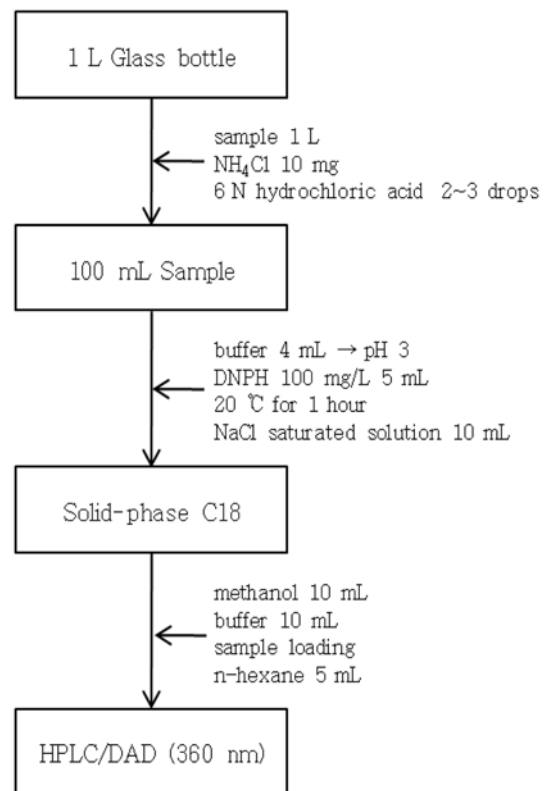 1 L Glass bottle
sample 1 L
NH₄Cl 10 mg
6 N hydrochloric acid 2~3 drops
100 mL Sample
buffer 4 mL → pH 3
DNPH 100 mg/L 5 mL
20 ℃ for 1 hour
NaCl saturated solution 10 mL
Solid-phase C18
methanol 10 mL
buffer 10 mL
sample loading
n-hexane 5 mL
HPLC/DAD (360 nm)